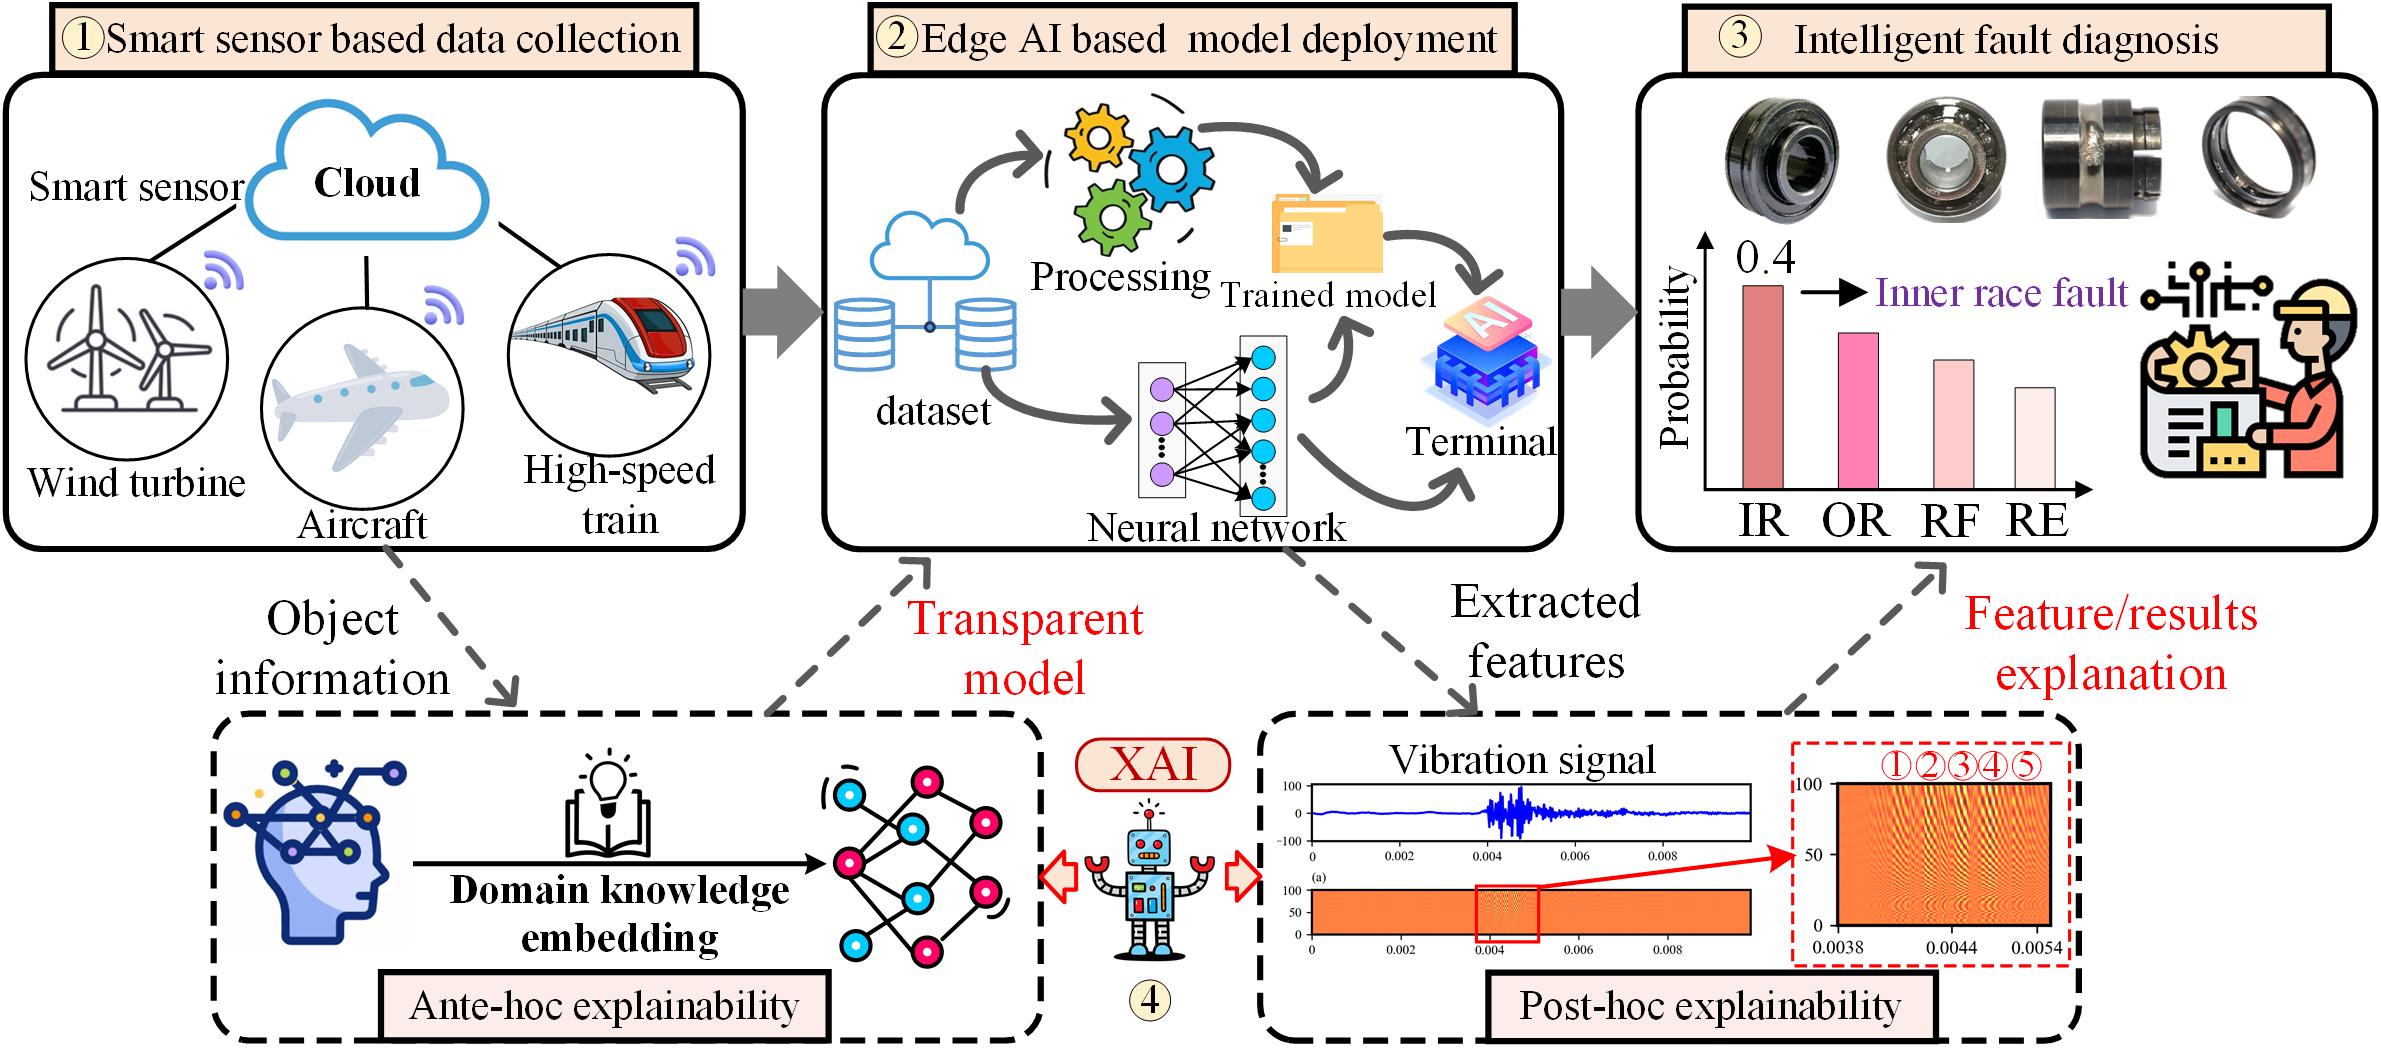 ① Smart sensor based data collection
Smart sensor
Cloud
Wind turbine
Aircraft
High-speed
train
② Edge AI based model deployment
Processing
Trained model
dataset
AI
Terminal
Neural network
③ Intelligent fault diagnosis
0.4
Inner race fault
Probability
IR OR RF RE
Object
information
Transparent
model
Extracted
features
Feature/results
explanation
Domain knowledge
embedding
Ante-hoc explainability
XAI
④
Vibration signal
100
0
−100
0 0.002 0.004 0.006 0.008
(a)
100
50
0
0 0.002 0.004 0.006 0.008
①②③④⑤
100
50
0
0.0038 0.0044 0.0054
Post-hoc explainability